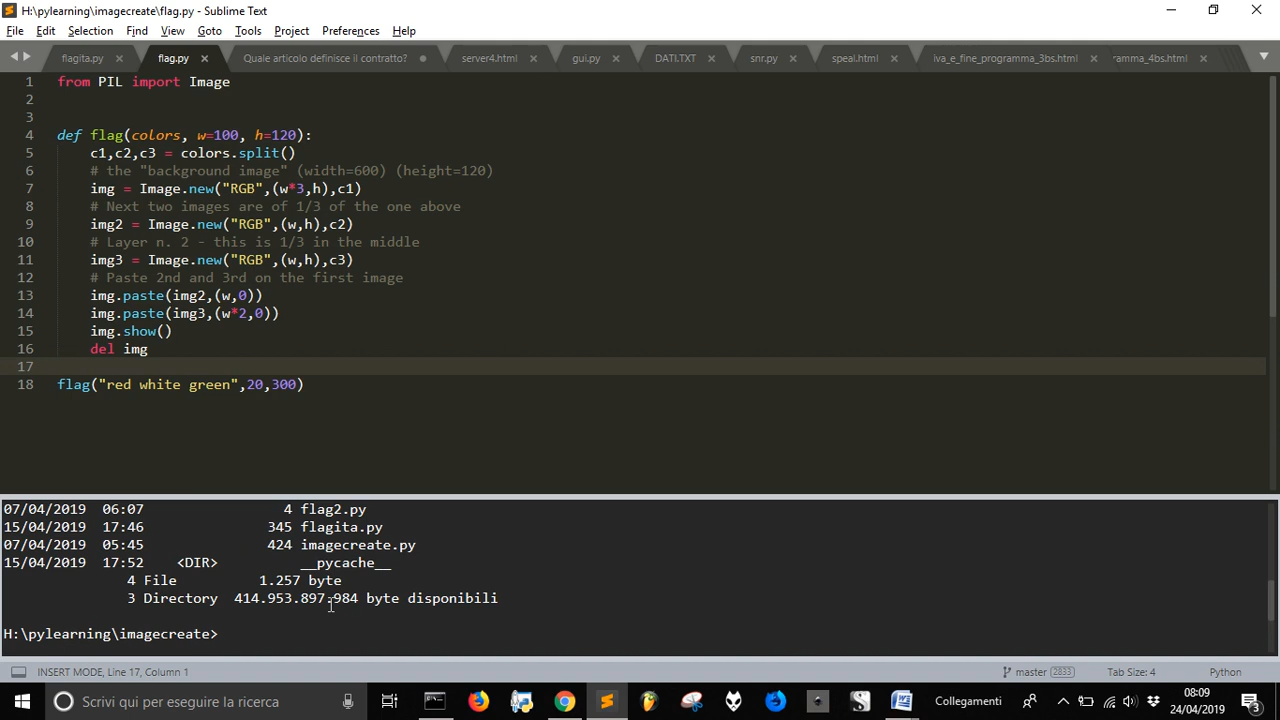 H:\pylearning\imagecreate\flag.py - Sublime Text
File Edit Selection Find View Goto Tools Project Preferences Help
flagita.py flag.py Quale articolo definisce il contratto? server4.html gui.py DATI.TXT snr.py speai.html iva_e_fine_programma_3bs.html ramma_4bs.html
1 from PIL import Image
2
3
4 def flag(colors, w=100, h=120):
5 c1,c2,c3 = colors.split()
6 # the "background image" (width=600) (height=120)
7 img = Image.new("RGB",(w*3,h),c1)
8 # Next two images are of 1/3 of the one above
9 img2 = Image.new("RGB",(w,h),c2)
10 # Layer n. 2 - this is 1/3 in the middle
11 img3 = Image.new("RGB",(w,h),c3)
12 # Paste 2nd and 3rd on the first image
13 img.paste(img2,(w,0))
14 img.paste(img3,(w*2,0))
15 img.show()
16 del img
17
18 flag("red white green",20,300)
07/04/2019 06:07 4 flag2.py
15/04/2019 17:46 345 flagita.py
07/04/2019 05:45 424 imagecreate.py
15/04/2019 17:52 <DIR> __pycache__
4 File 1.257 byte
3 Directory 414.953.897.984 byte disponibili
H:\pylearning\imagecreate>
INSERT MODE, Line 17, Column 1 master 2833 Tab Size: 4 Python
Scrivi qui per eseguire la ricerca Collegamenti 08:09
24/04/2019 3